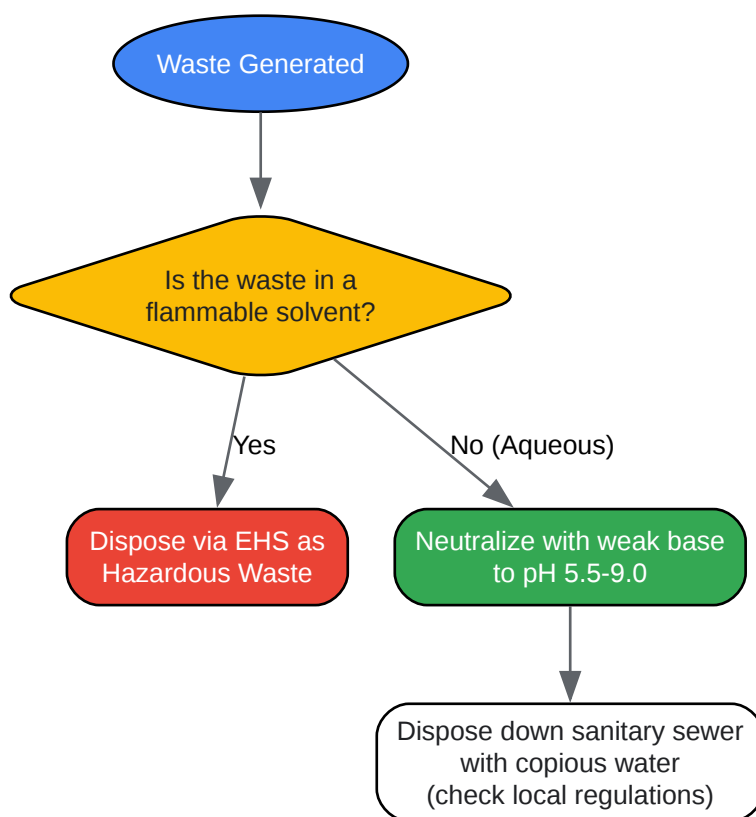 Waste Generated
Is the waste in a
flammable solvent?
Yes
No (Aqueous)
Dispose via EHS as
Hazardous Waste
Neutralize with weak base
to pH 5.5-9.0
Dispose down sanitary sewer
with copious water
(check local regulations)